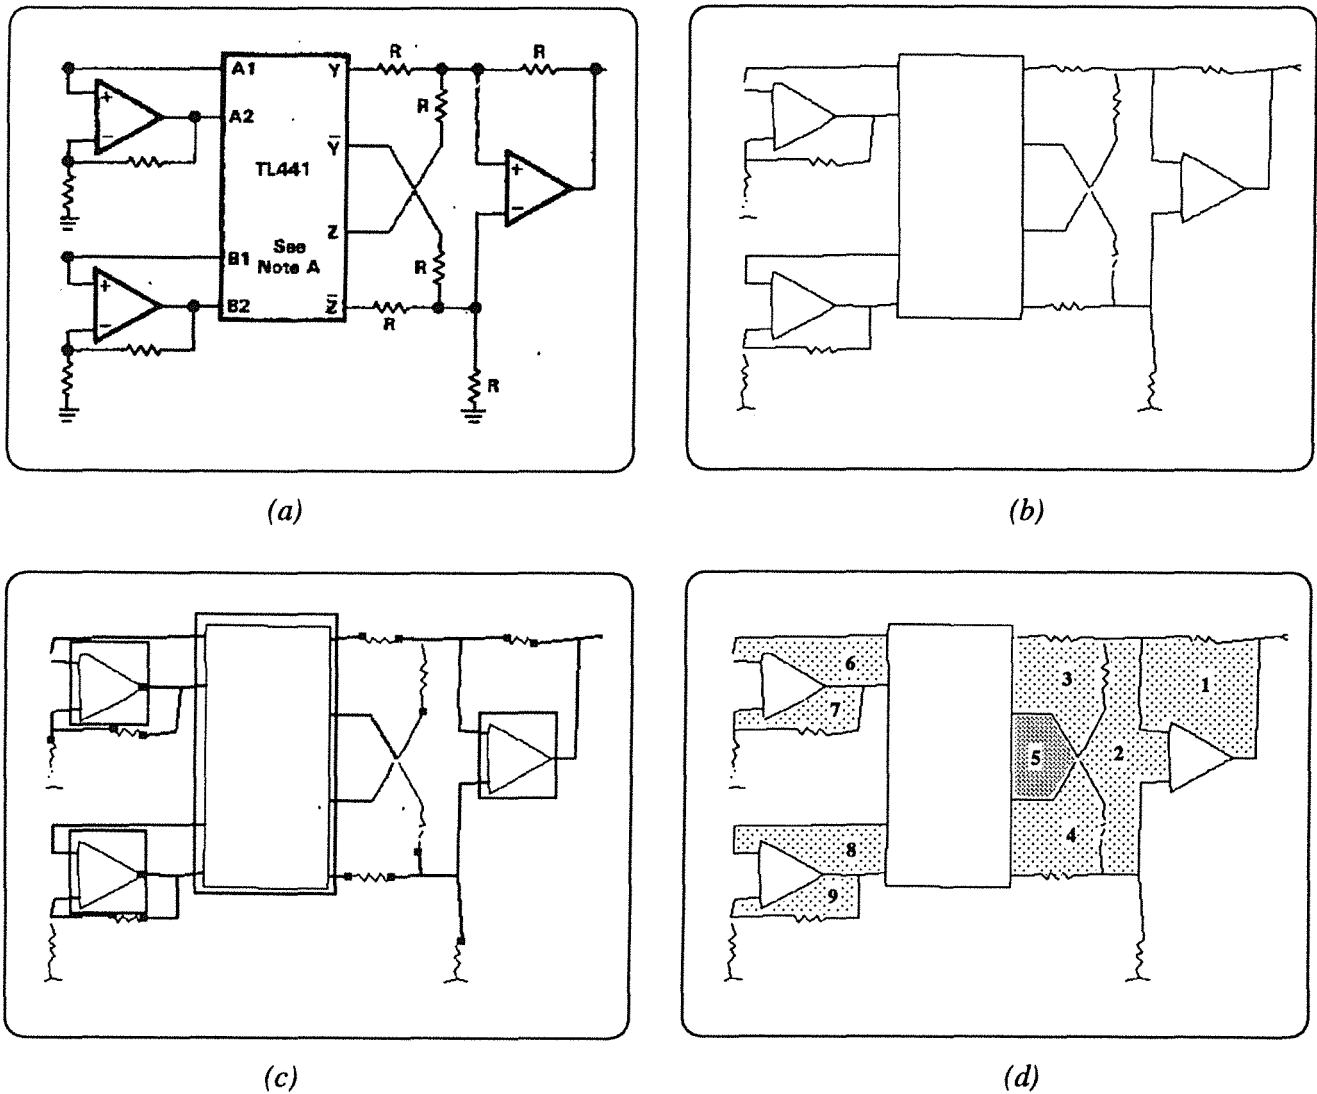 R R
A1 Y
+ R
A2
−
Y̅
TL441
+
−
Z
See
B1 Note A R
+
B2 Z̅
R
−
R
(a) (b)
6 3 1
7
5 2
8 4
9
(c) (d)